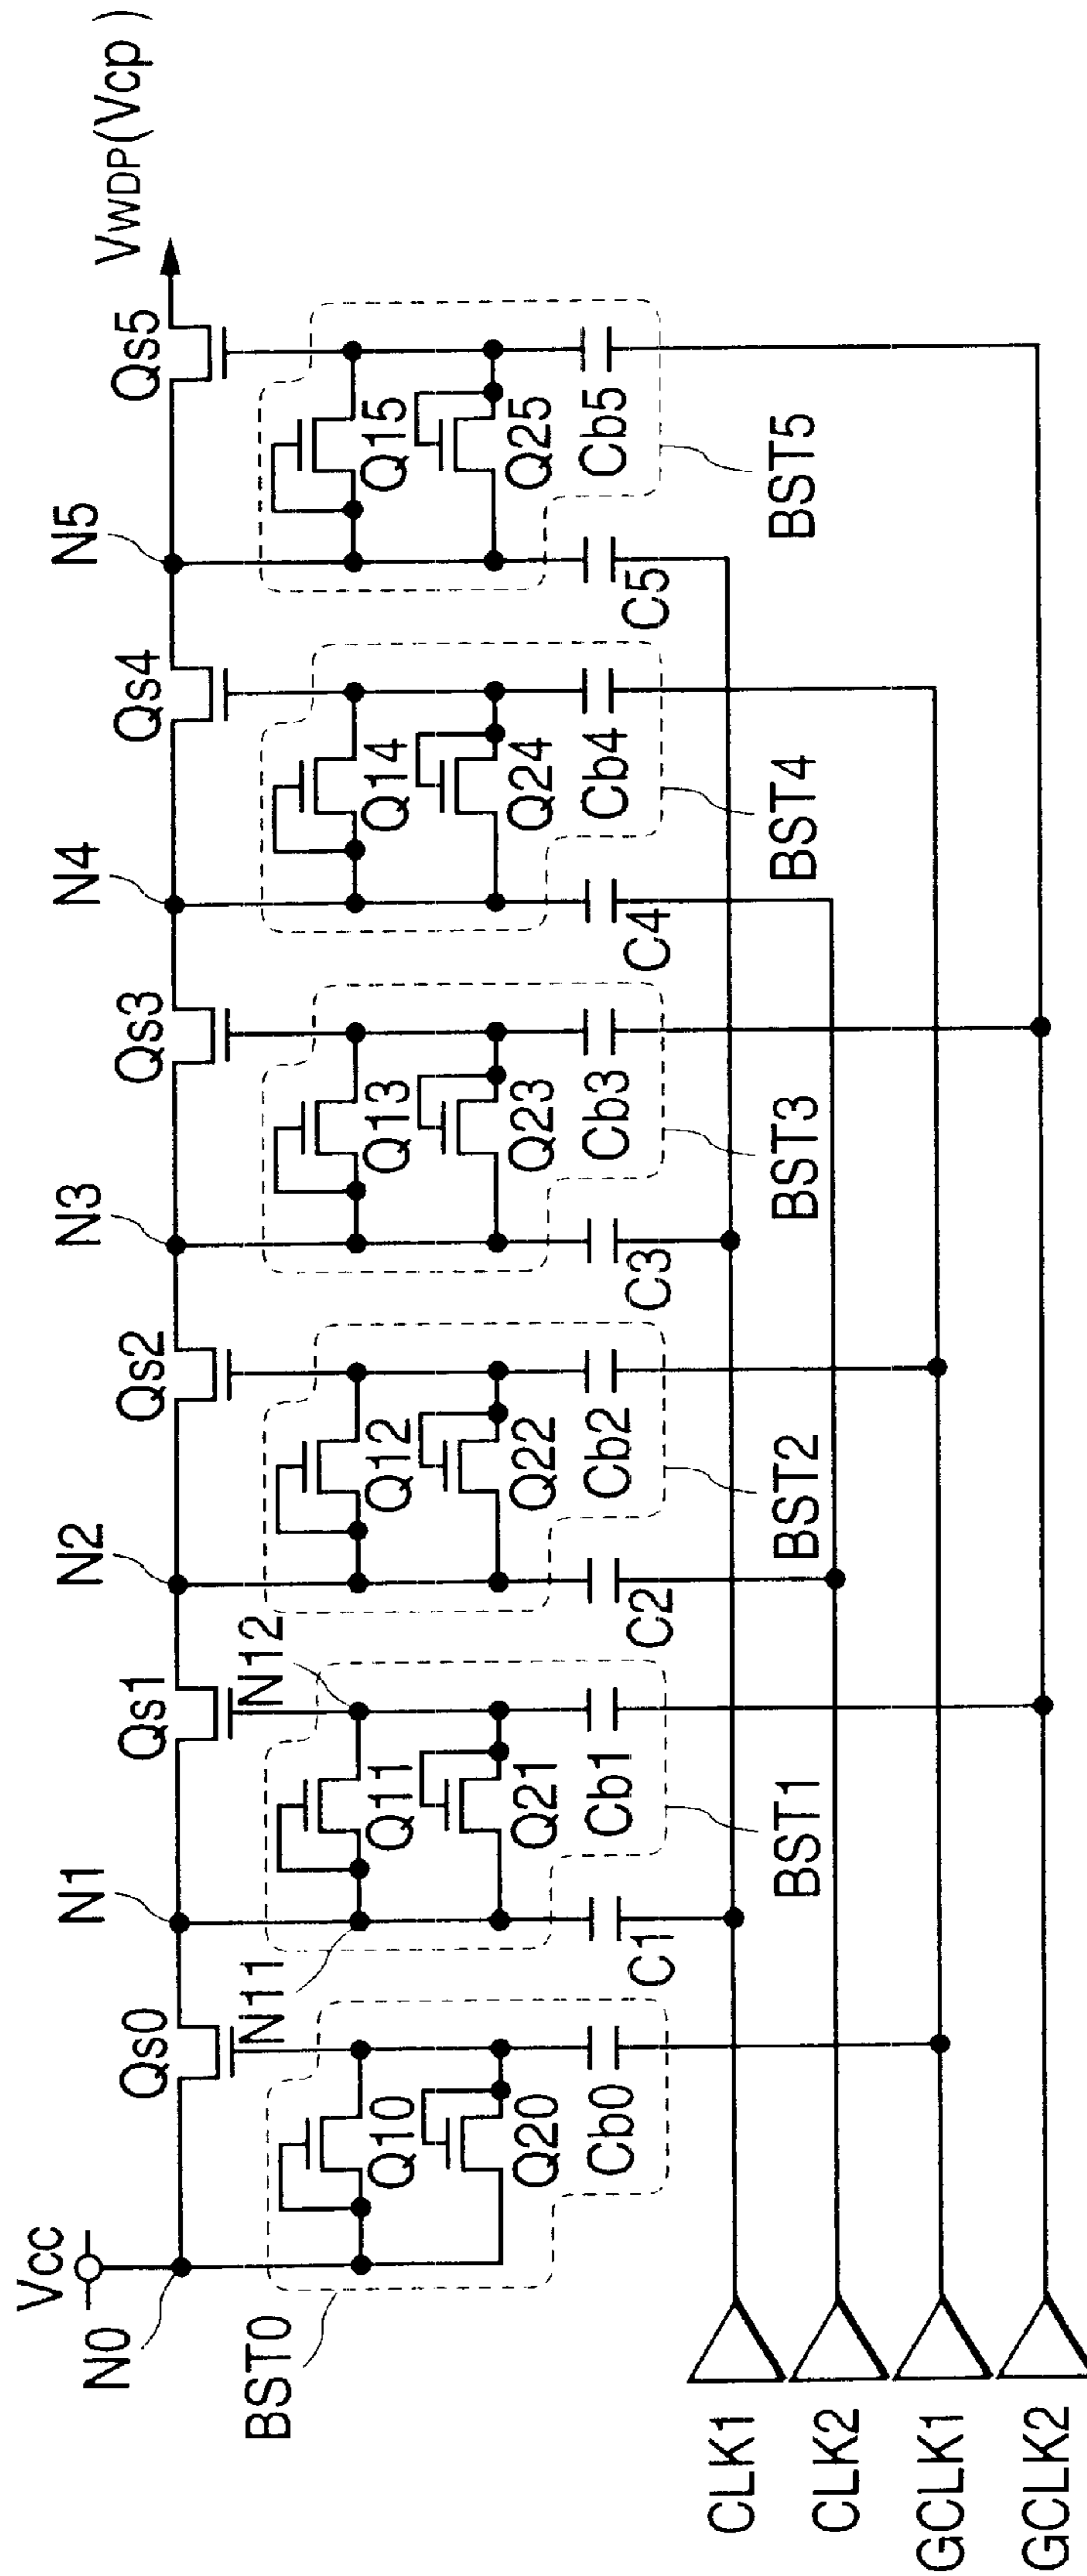 Vcc
N0
Qs0
N1
Qs1
N2
Qs2
N3
Qs3
N4
Qs4
N5
Qs5
VWDP(Vcp)
N11
N12
Q10
Q11
Q12
Q13
Q14
Q15
Q20
Q21
Q22
Q23
Q24
Q25
Cb0
C1
Cb1
C2
Cb2
C3
Cb3
C4
Cb4
C5
Cb5
BST0
BST1
BST2
BST3
BST4
BST5
CLK1
CLK2
GCLK1
GCLK2